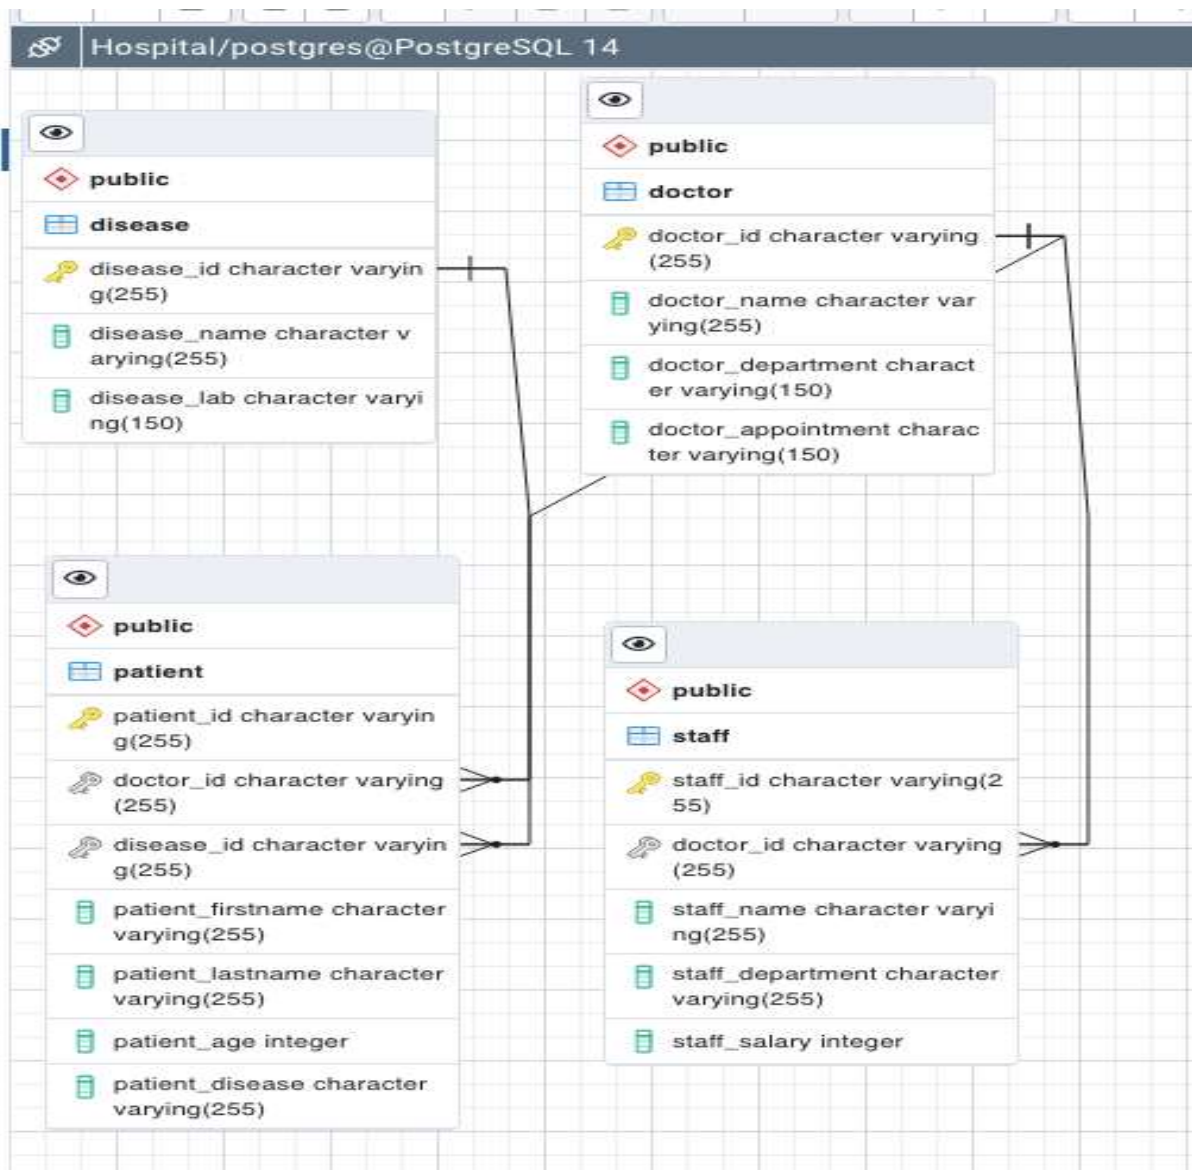 Hospital/postgres@PostgreSQL 14
public
disease
disease_id character varyin
g(255)
disease_name character v
arying(255)
disease_lab character varyi
ng(150)
public
doctor
doctor_id character varying
(255)
doctor_name character var
ying(255)
doctor_department charact
er varying(150)
doctor_appointment charac
ter varying(150)
public
patient
patient_id character varyin
g(255)
doctor_id character varying
(255)
disease_id character varyin
g(255)
patient_firstname character
varying(255)
patient_lastname character
varying(255)
patient_age integer
patient_disease character
varying(255)
public
staff
staff_id character varying(2
55)
doctor_id character varying
(255)
staff_name character varyi
ng(255)
staff_department character
varying(255)
staff_salary integer